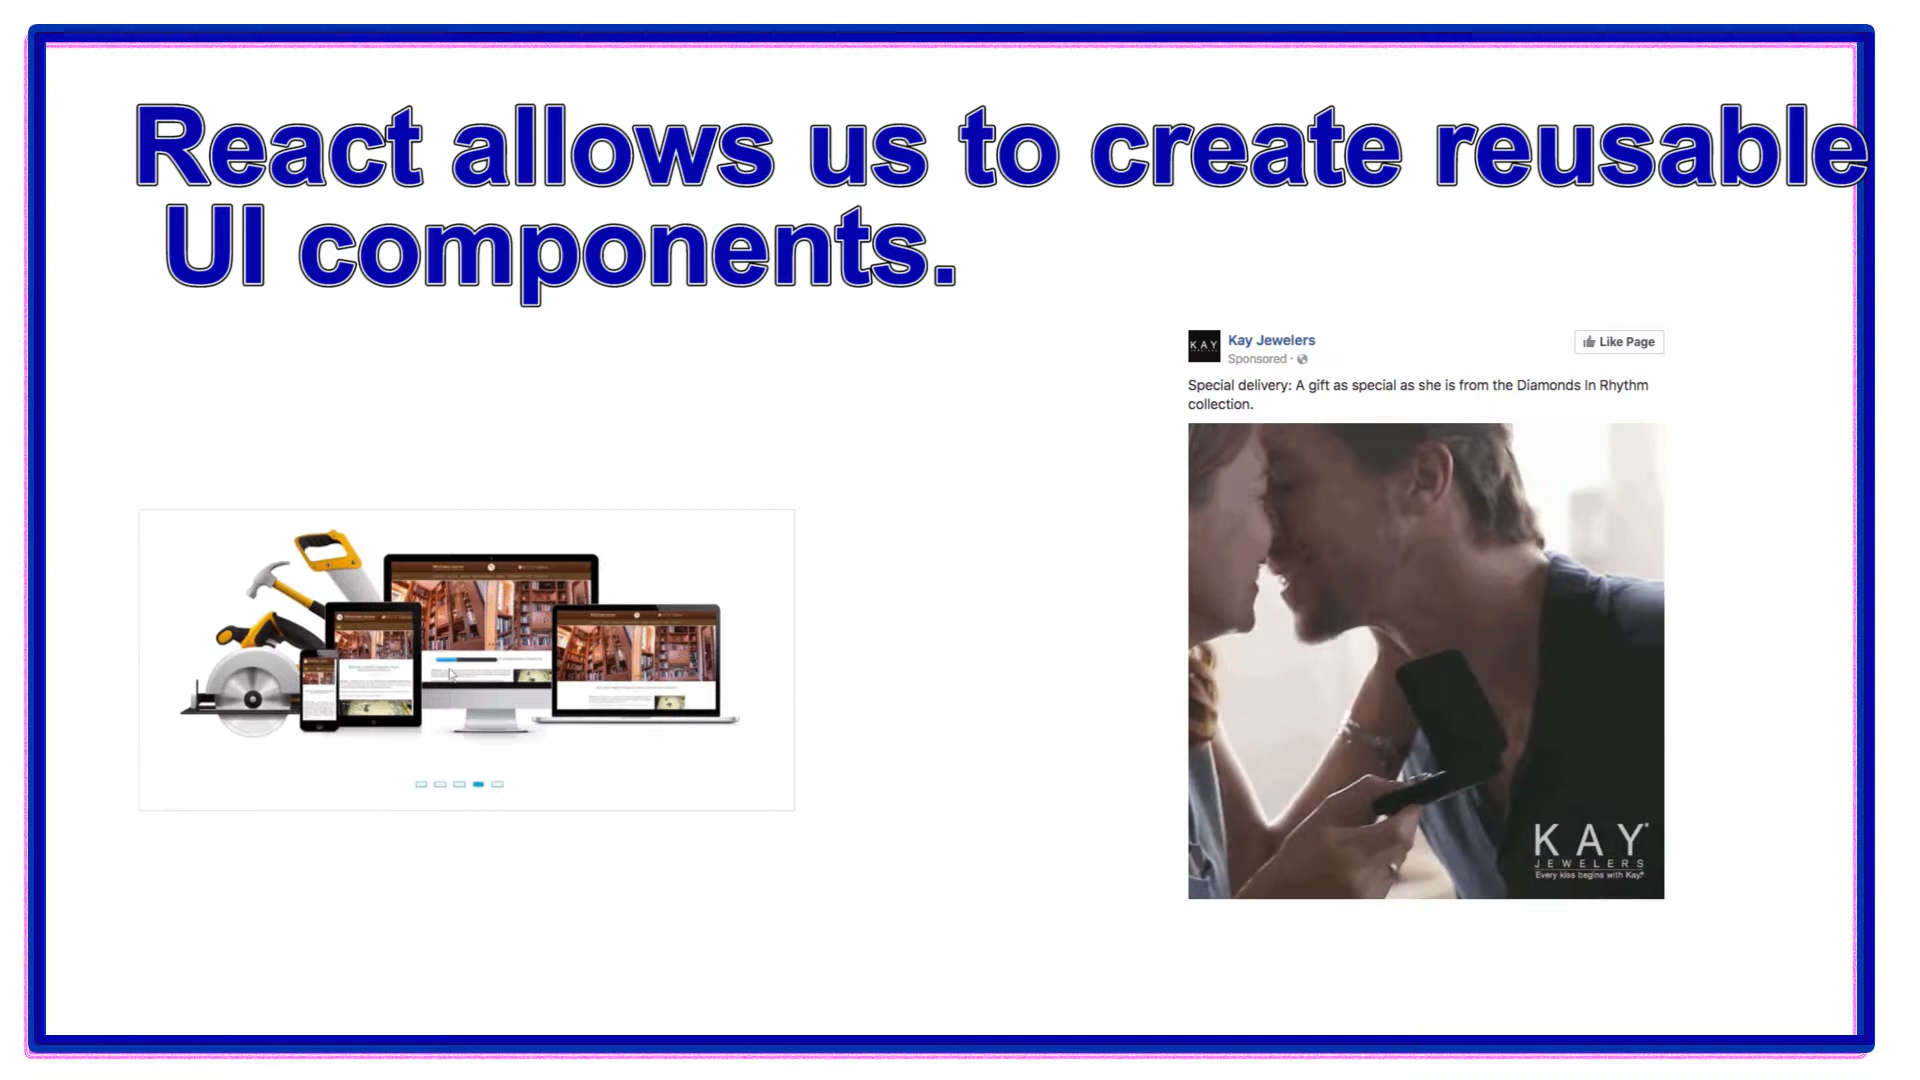 React allows us to create reusable
UI components.
KAY
Kay Jewelers
Sponsored ·
Like Page
Special delivery: A gift as special as she is from the Diamonds In Rhythm
collection.
KAY
JEWELERS
Every kiss begins with Kay.®